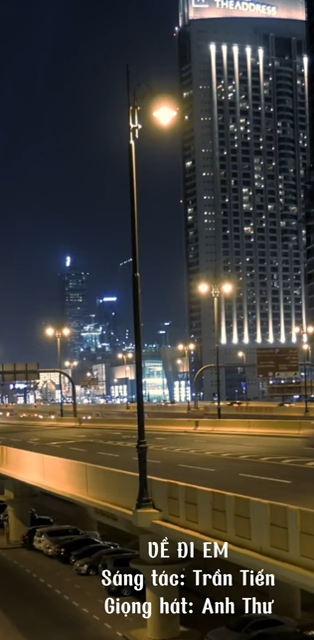 THEADDRESS
VỀ ĐI EM
Sáng tác: Trần Tiến
Giọng hát: Anh Thư